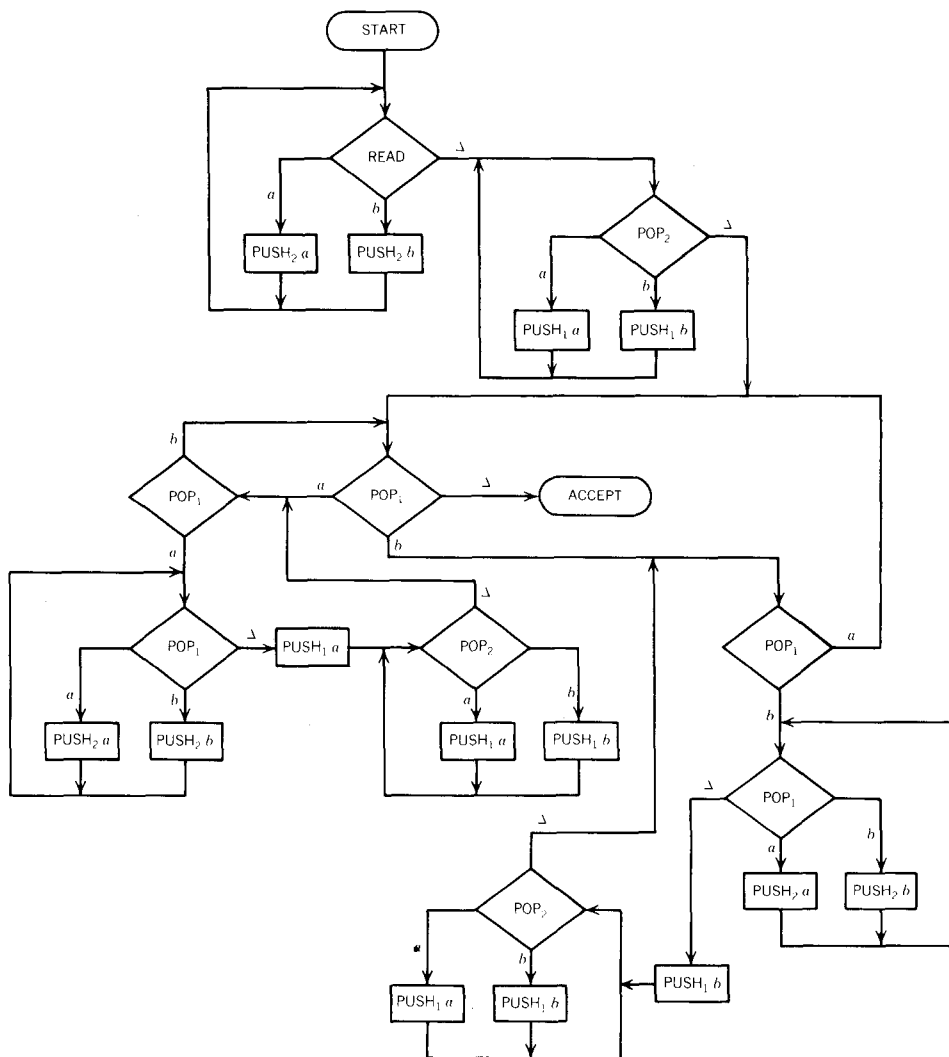 START
READ
Δ
a
b
PUSH₂ a
PUSH₂ b
POP₂
Δ
a
b
PUSH₁ a
PUSH₁ b
b
POP₁
a
POP₁
Δ
ACCEPT
a
b
Δ
POP₁
Δ
PUSH₁ a
POP₂
POP₁
a
a
b
a
b
b
PUSH₂ a
PUSH₂ b
PUSH₁ a
PUSH₁ b
Δ
POP₁
a
b
Δ
POP₂
PUSH₂ a
PUSH₂ b
a
b
PUSH₁ b
PUSH₁ a
PUSH₁ b